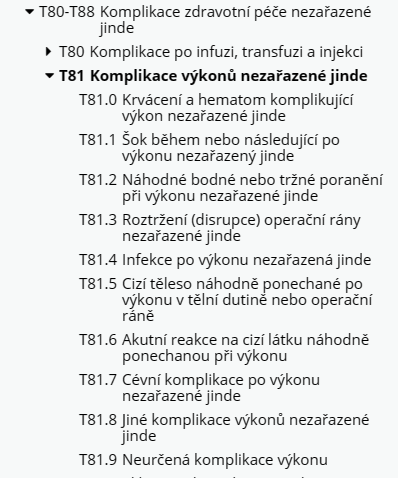 T80-T88 Komplikace zdravotní péče nezařazené
jinde
T80 Komplikace po infuzi, transfuzi a injekci
T81 Komplikace výkonů nezařazené jinde
T81.0 Krvácení a hematom komplikující
výkon nezařazené jinde
T81.1 Šok během nebo následující po
výkonu nezařazený jinde
T81.2 Náhodné bodné nebo tržné poranění
při výkonu nezařazené jinde
T81.3 Roztržení (disrupce) operační rány
nezařazené jinde
T81.4 Infekce po výkonu nezařazená jinde
T81.5 Cizí těleso náhodně ponechané po
výkonu v tělní dutině nebo operační
ráně
T81.6 Akutní reakce na cizí látku náhodně
ponechanou při výkonu
T81.7 Cévní komplikace po výkonu
nezařazené jinde
T81.8 Jiné komplikace výkonů nezařazené
jinde
T81.9 Neurčená komplikace výkonu